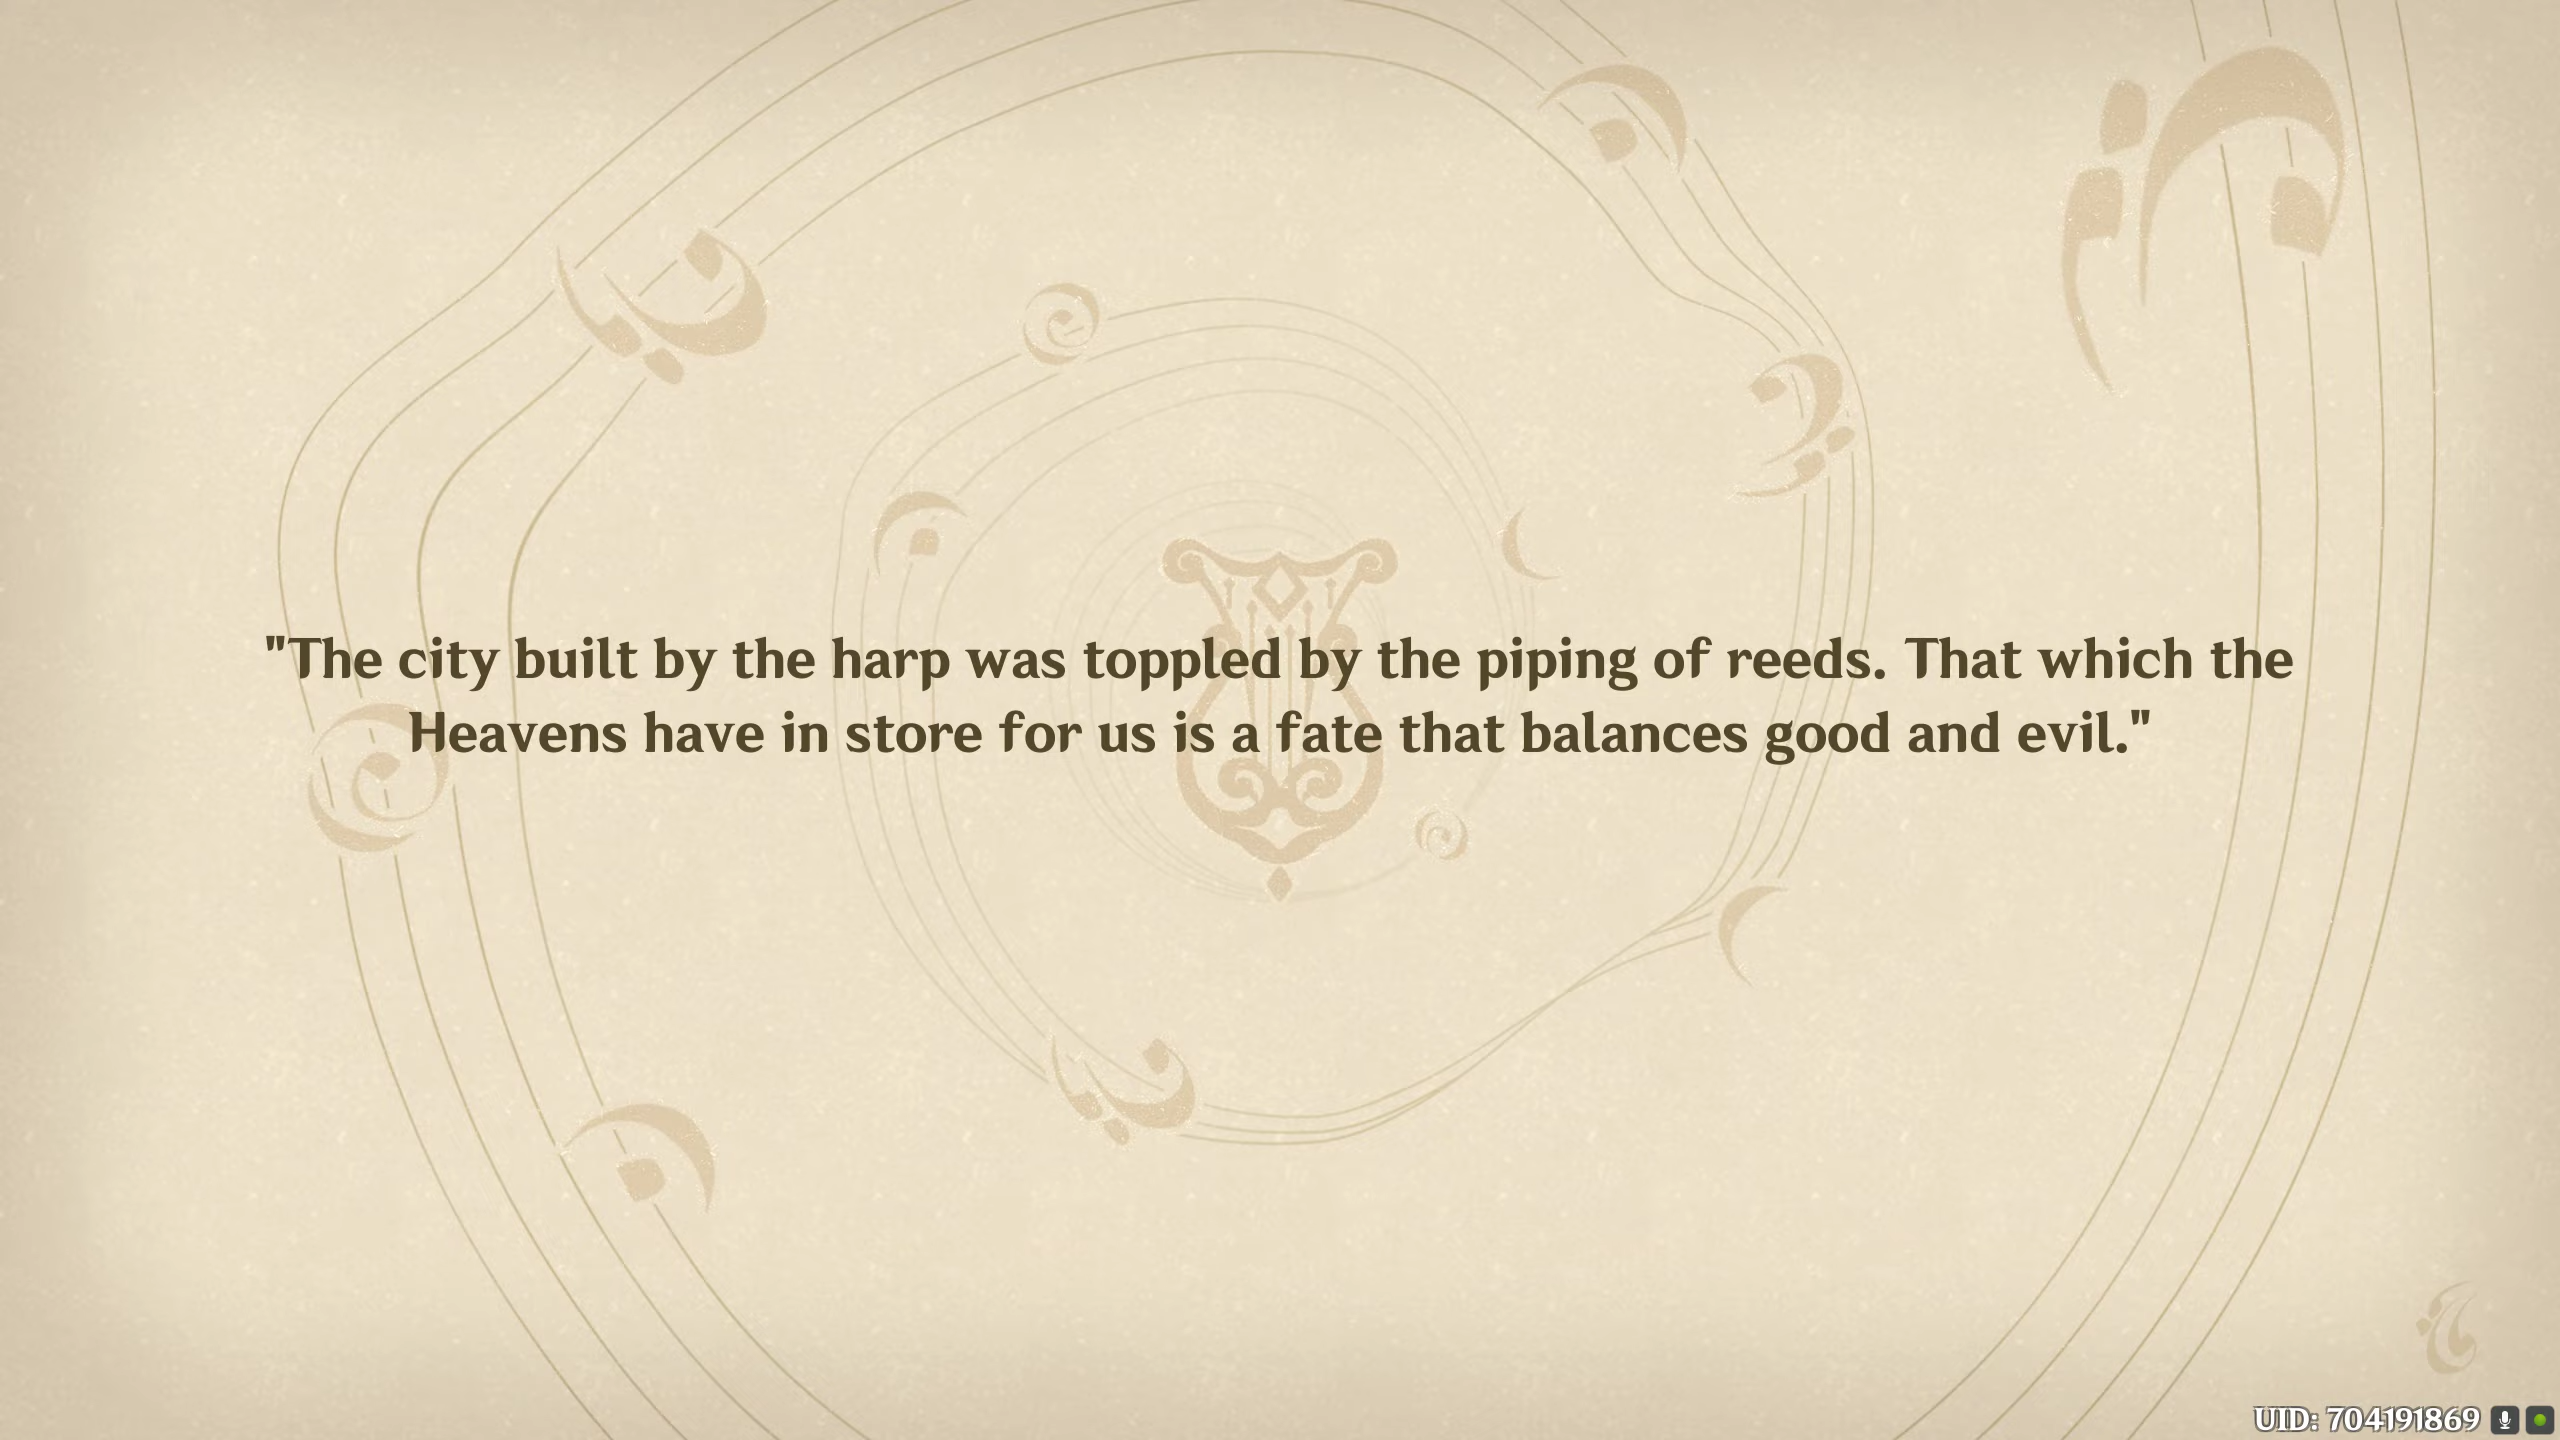 "The city built by the harp was toppled by the piping of reeds. That which the
Heavens have in store for us is a fate that balances good and evil."
UID: 704191869